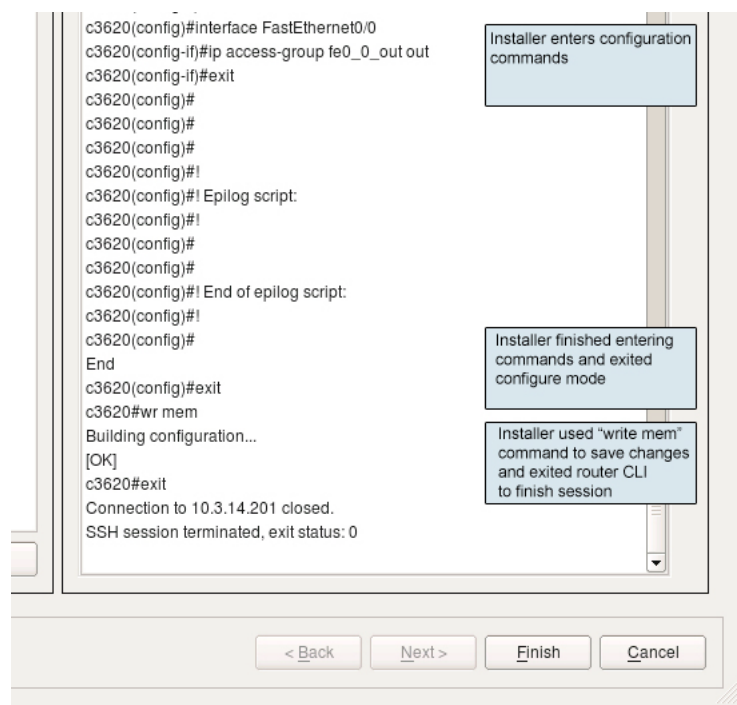 c3620(config)#interface FastEthernet0/0
c3620(config-if)#ip access-group fe0_0_out out
c3620(config-if)#exit
c3620(config)#
c3620(config)#
c3620(config)#
c3620(config)#!
c3620(config)#! Epilog script:
c3620(config)#!
c3620(config)#
c3620(config)#
c3620(config)#! End of epilog script:
c3620(config)#!
c3620(config)#
End
c3620(config)#exit
c3620#wr mem
Building configuration...
[OK]
c3620#exit
Connection to 10.3.14.201 closed.
SSH session terminated, exit status: 0
Installer enters configuration
commands
Installer finished entering
commands and exited
configure mode
Installer used “write mem”
command to save changes
and exited router CLI
to finish session
< Back
Next >
Finish
Cancel